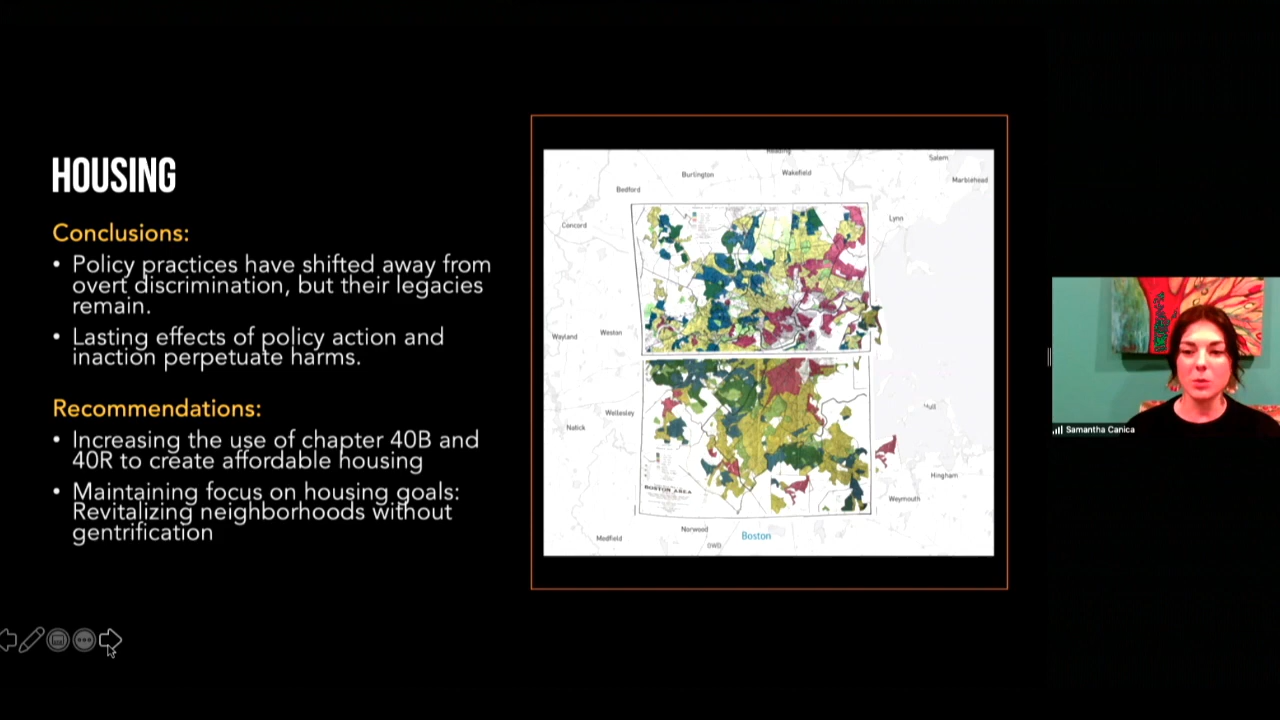 HOUSING
Conclusions:
• Policy practices have shifted away from
overt discrimination, but their legacies
remain.
• Lasting effects of policy action and
inaction perpetuate harms.
Recommendations:
• Increasing the use of chapter 40B and
40R to create affordable housing
• Maintaining focus on housing goals:
Revitalizing neighborhoods without
gentrification
Reading
Salem
Burtington
Wakefield
Marblehead
Bedford
Lynn
Concord
Weston
Wayland
Wellesley
Natick
Hull
Hingham
Weymouth
BOSTON AREA
Norwood
Boston
Medfield
Samantha Canica